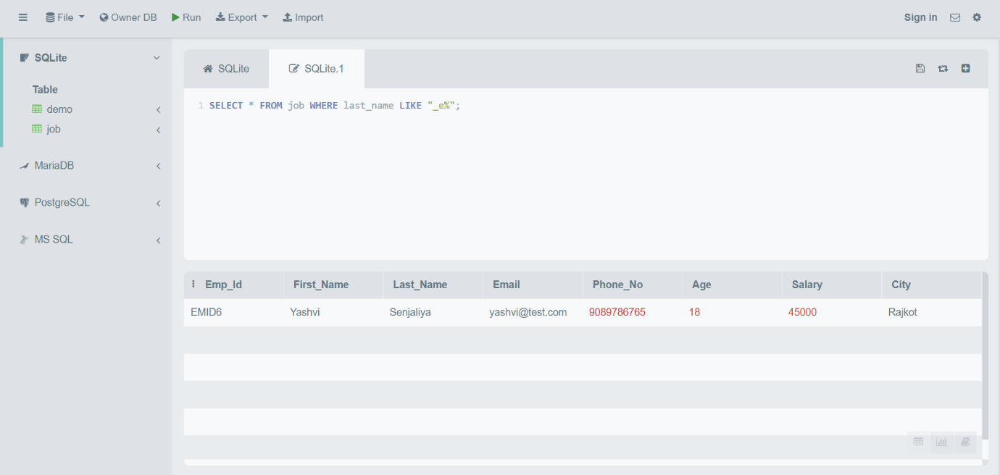 File Owner DB Run Export Import Sign in
SQLite
Table
demo
job
MariaDB
PostgreSQL
MS SQL
SQLite SQLite.1
1 SELECT * FROM job WHERE last_name LIKE "_e%";
Emp_Id First_Name Last_Name Email Phone_No Age Salary City
EMID6 Yashvi Senjaliya yashvi@test.com 9089786765 18 45000 Rajkot